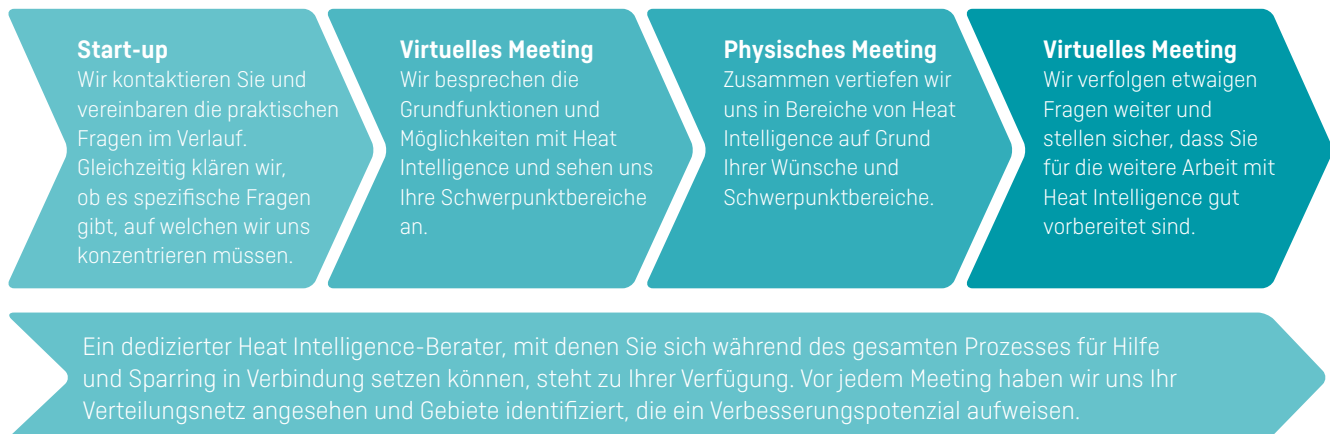 Start-up
Wir kontaktieren Sie und
vereinbaren die praktischen
Fragen im Verlauf.
Gleichzeitig klären wir,
ob es spezifische Fragen
gibt, auf welchen wir uns
konzentrieren müssen.
Virtuelles Meeting
Wir besprechen die
Grundfunktionen und
Möglichkeiten mit Heat
Intelligence und sehen uns
Ihre Schwerpunktbereiche
an.
Physisches Meeting
Zusammen vertiefen wir
uns in Bereiche von Heat
Intelligence auf Grund
Ihrer Wünsche und
Schwerpunktbereiche.
Virtuelles Meeting
Wir verfolgen etwaigen
Fragen weiter und
stellen sicher, dass Sie
für die weitere Arbeit mit
Heat Intelligence gut
vorbereitet sind.
Ein dedizierter Heat Intelligence-Berater, mit denen Sie sich während des gesamten Prozesses für Hilfe
und Sparring in Verbindung setzen können, steht zu Ihrer Verfügung. Vor jedem Meeting haben wir uns Ihr
Verteilungsnetz angesehen und Gebiete identifiziert, die ein Verbesserungspotenzial aufweisen.